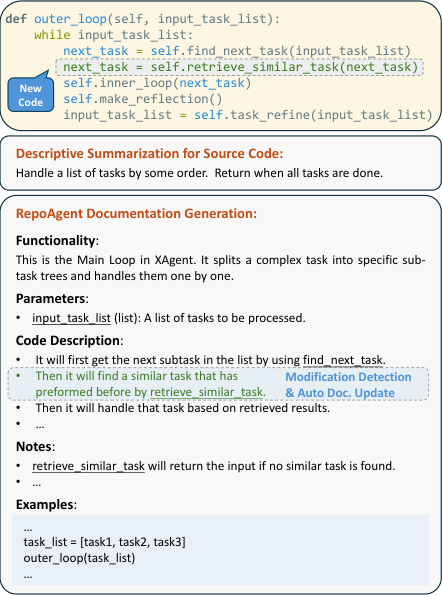 def outer_loop(self, input_task_list):
while input_task_list:
next_task = self.find_next_task(input_task_list)
next_task = self.retrieve_similar_task(next_task)
New
Code
self.inner_loop(next_task)
self.make_reflection()
input_task_list = self.task_refine(input_task_list)
Descriptive Summarization for Source Code:
Handle a list of tasks by some order. Return when all tasks are done.
RepoAgent Documentation Generation:
Functionality:
This is the Main Loop in XAgent. It splits a complex task into specific sub-
task trees and handles them one by one.
Parameters:
• input_task_list (list): A list of tasks to be processed.
Code Description:
• It will first get the next subtask in the list by using find_next_task.
• Then it will find a similar task that has
preformed before by retrieve_similar_task.
Modification Detection
& Auto Doc. Update
• Then it will handle that task based on retrieved results.
• ...
Notes:
• retrieve_similar_task will return the input if no similar task is found.
• ...
Examples:
...
task_list = [task1, task2, task3]
outer_loop(task_list)
...